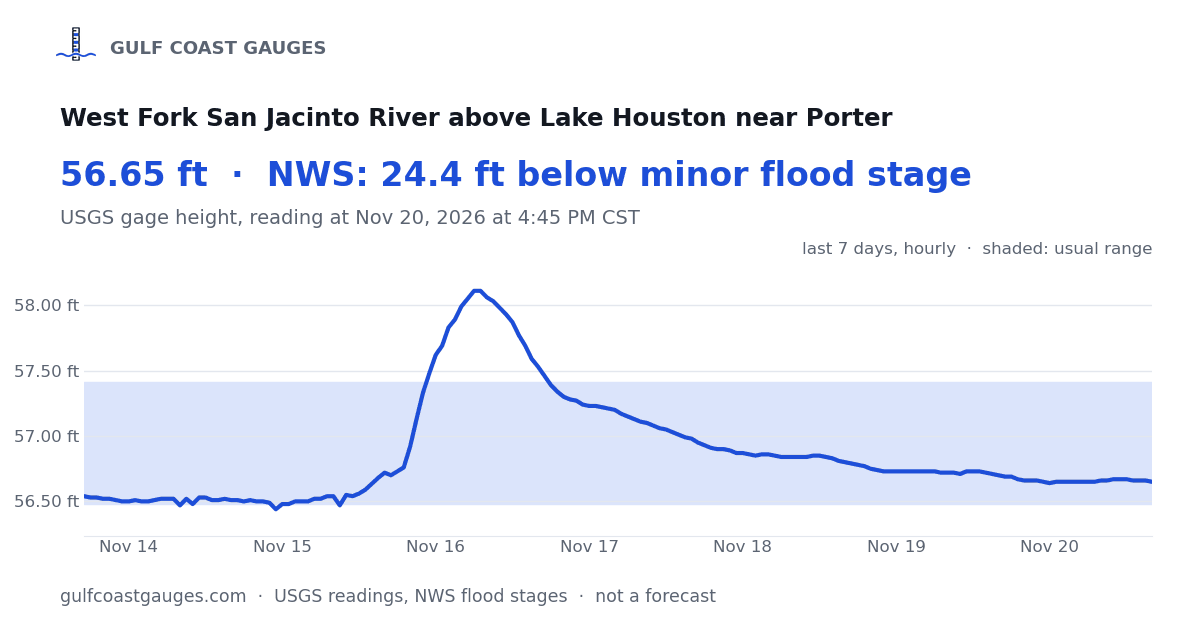 GULF COAST GAUGES
West Fork San Jacinto River above Lake Houston near Porter
56.65 ft · NWS: 24.4 ft below minor flood stage
USGS gage height, reading at Nov 20, 2026 at 4:45 PM CST
last 7 days, hourly · shaded: usual range
58.00 ft
57.50 ft
57.00 ft
56.50 ft
Nov 14 Nov 15 Nov 16 Nov 17 Nov 18 Nov 19 Nov 20
gulfcoastgauges.com · USGS readings, NWS flood stages · not a forecast